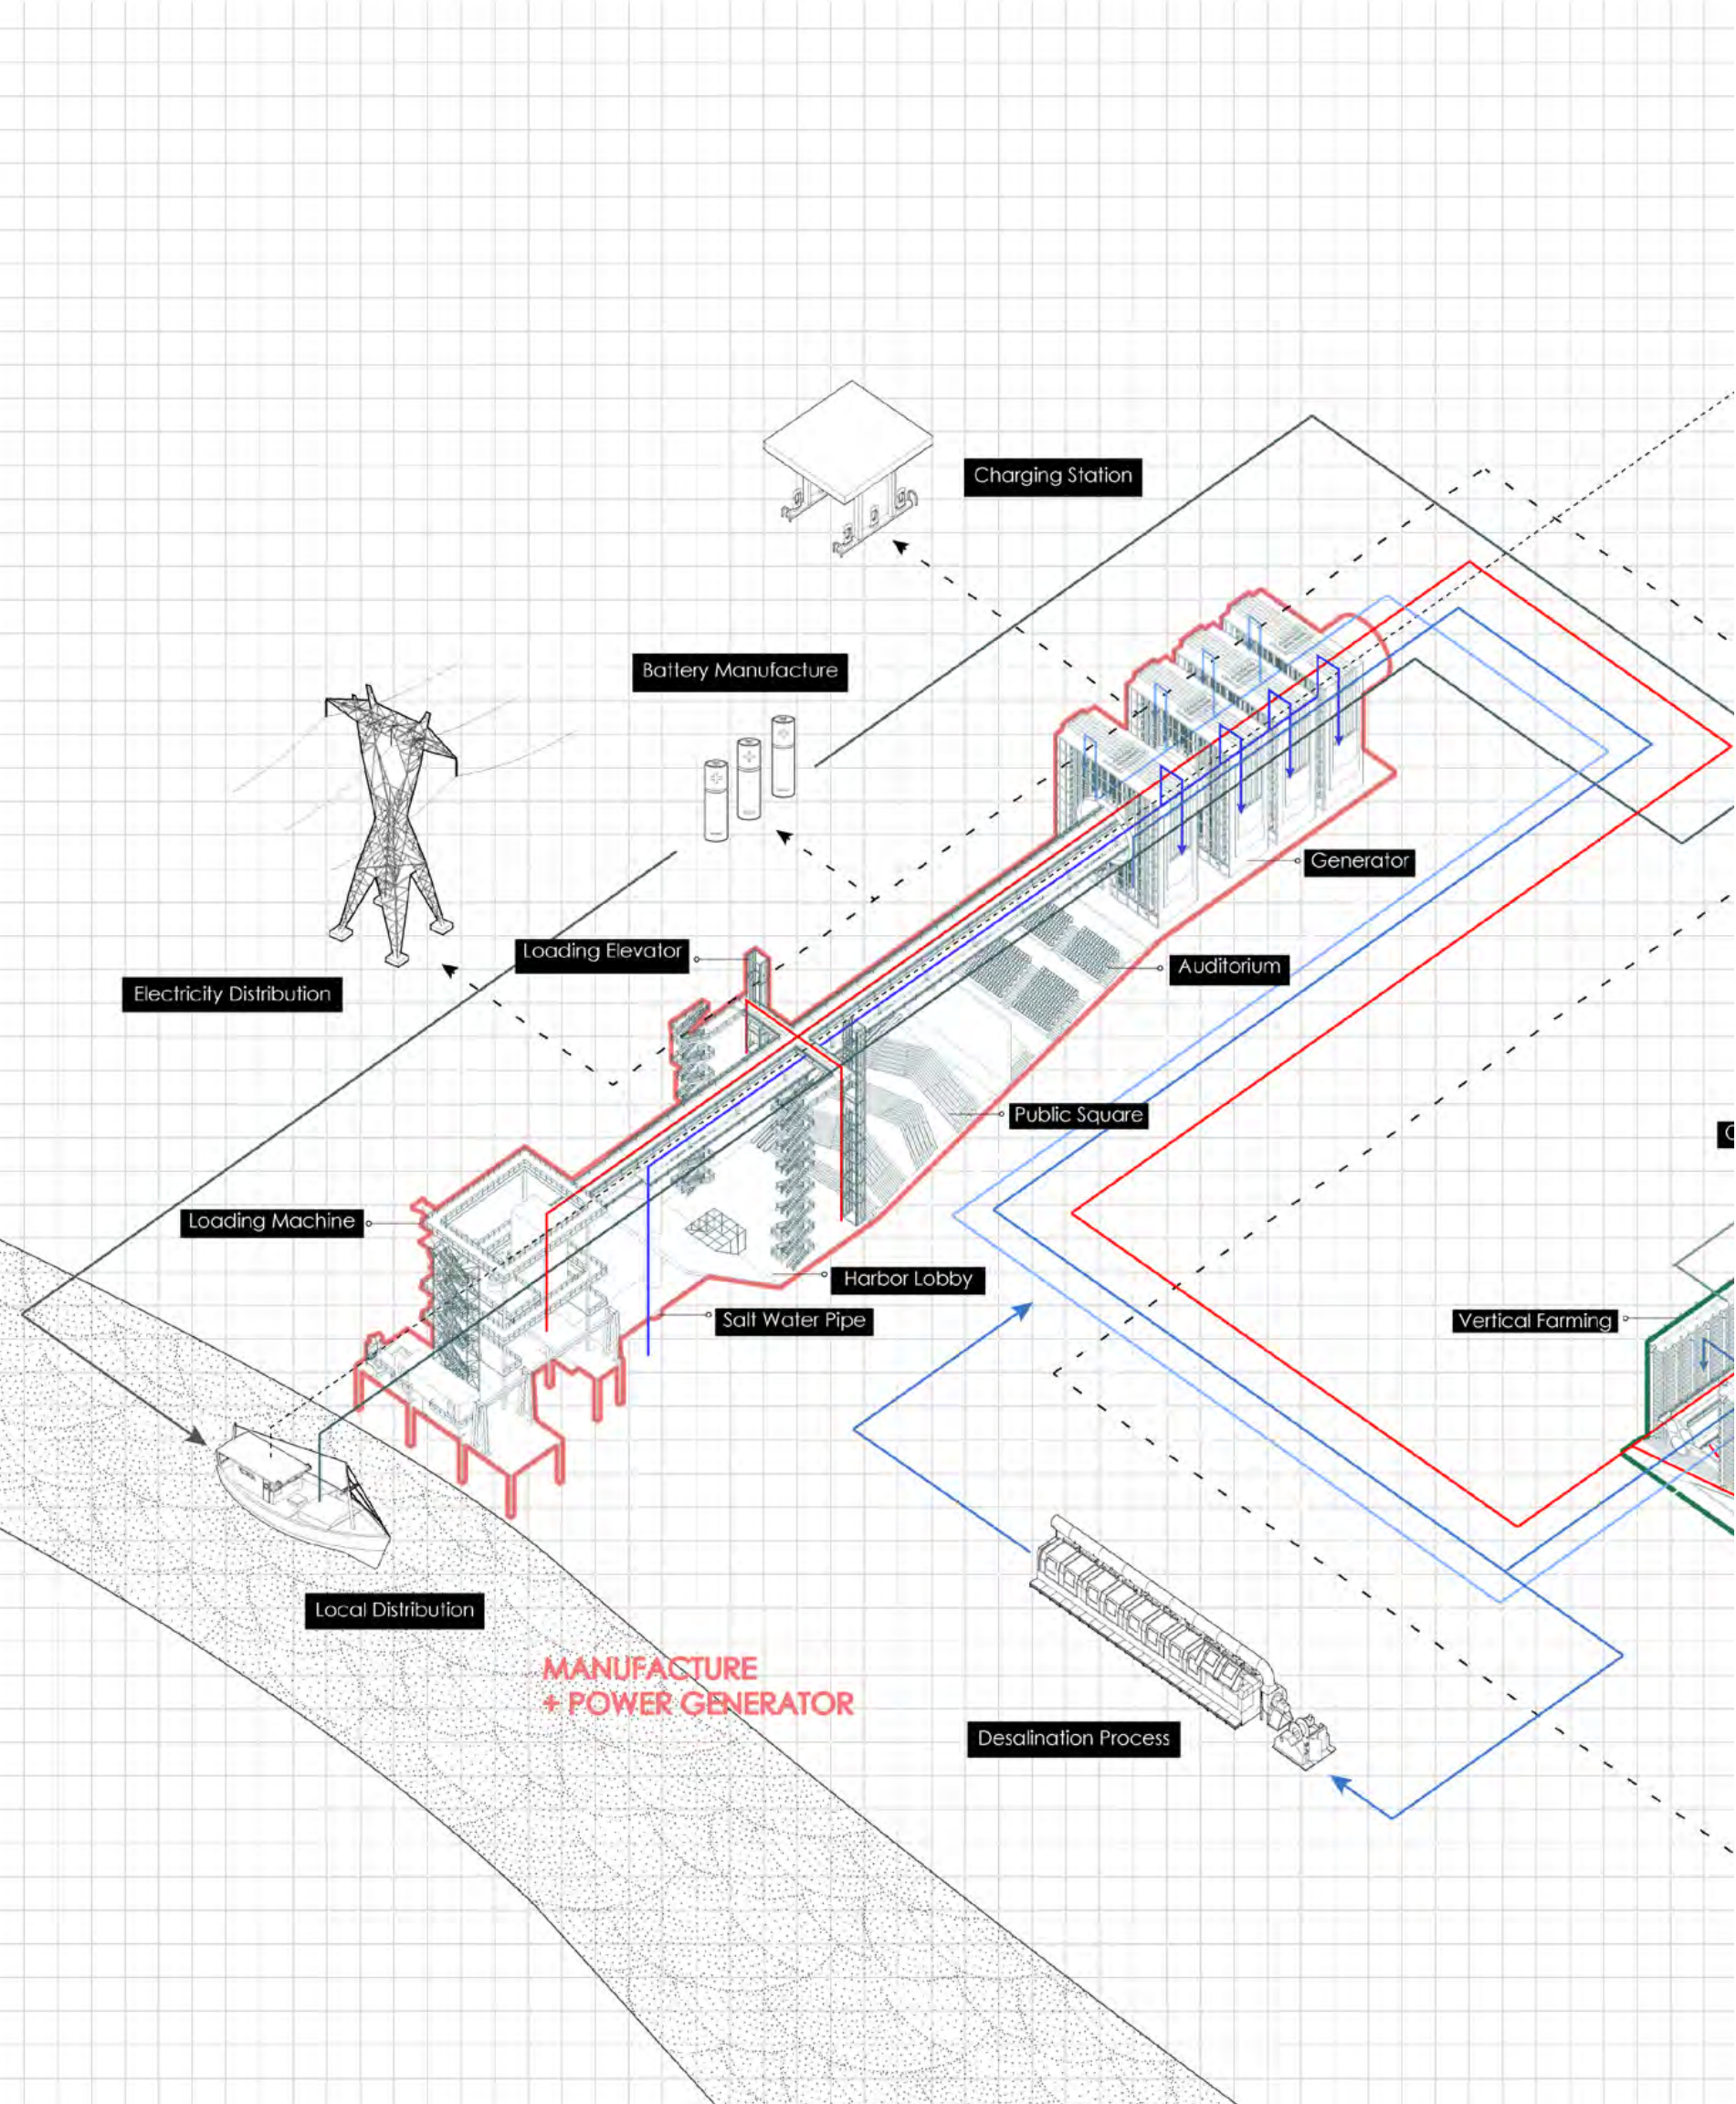 Charging Station
Battery Manufacture
Generator
Loading Elevator
Auditorium
Electricity Distribution
Public Square
Loading Machine
Harbor Lobby
Salt Water Pipe
Vertical Farming
Local Distribution
MANUFACTURE
+ POWER GENERATOR
Desalination Process